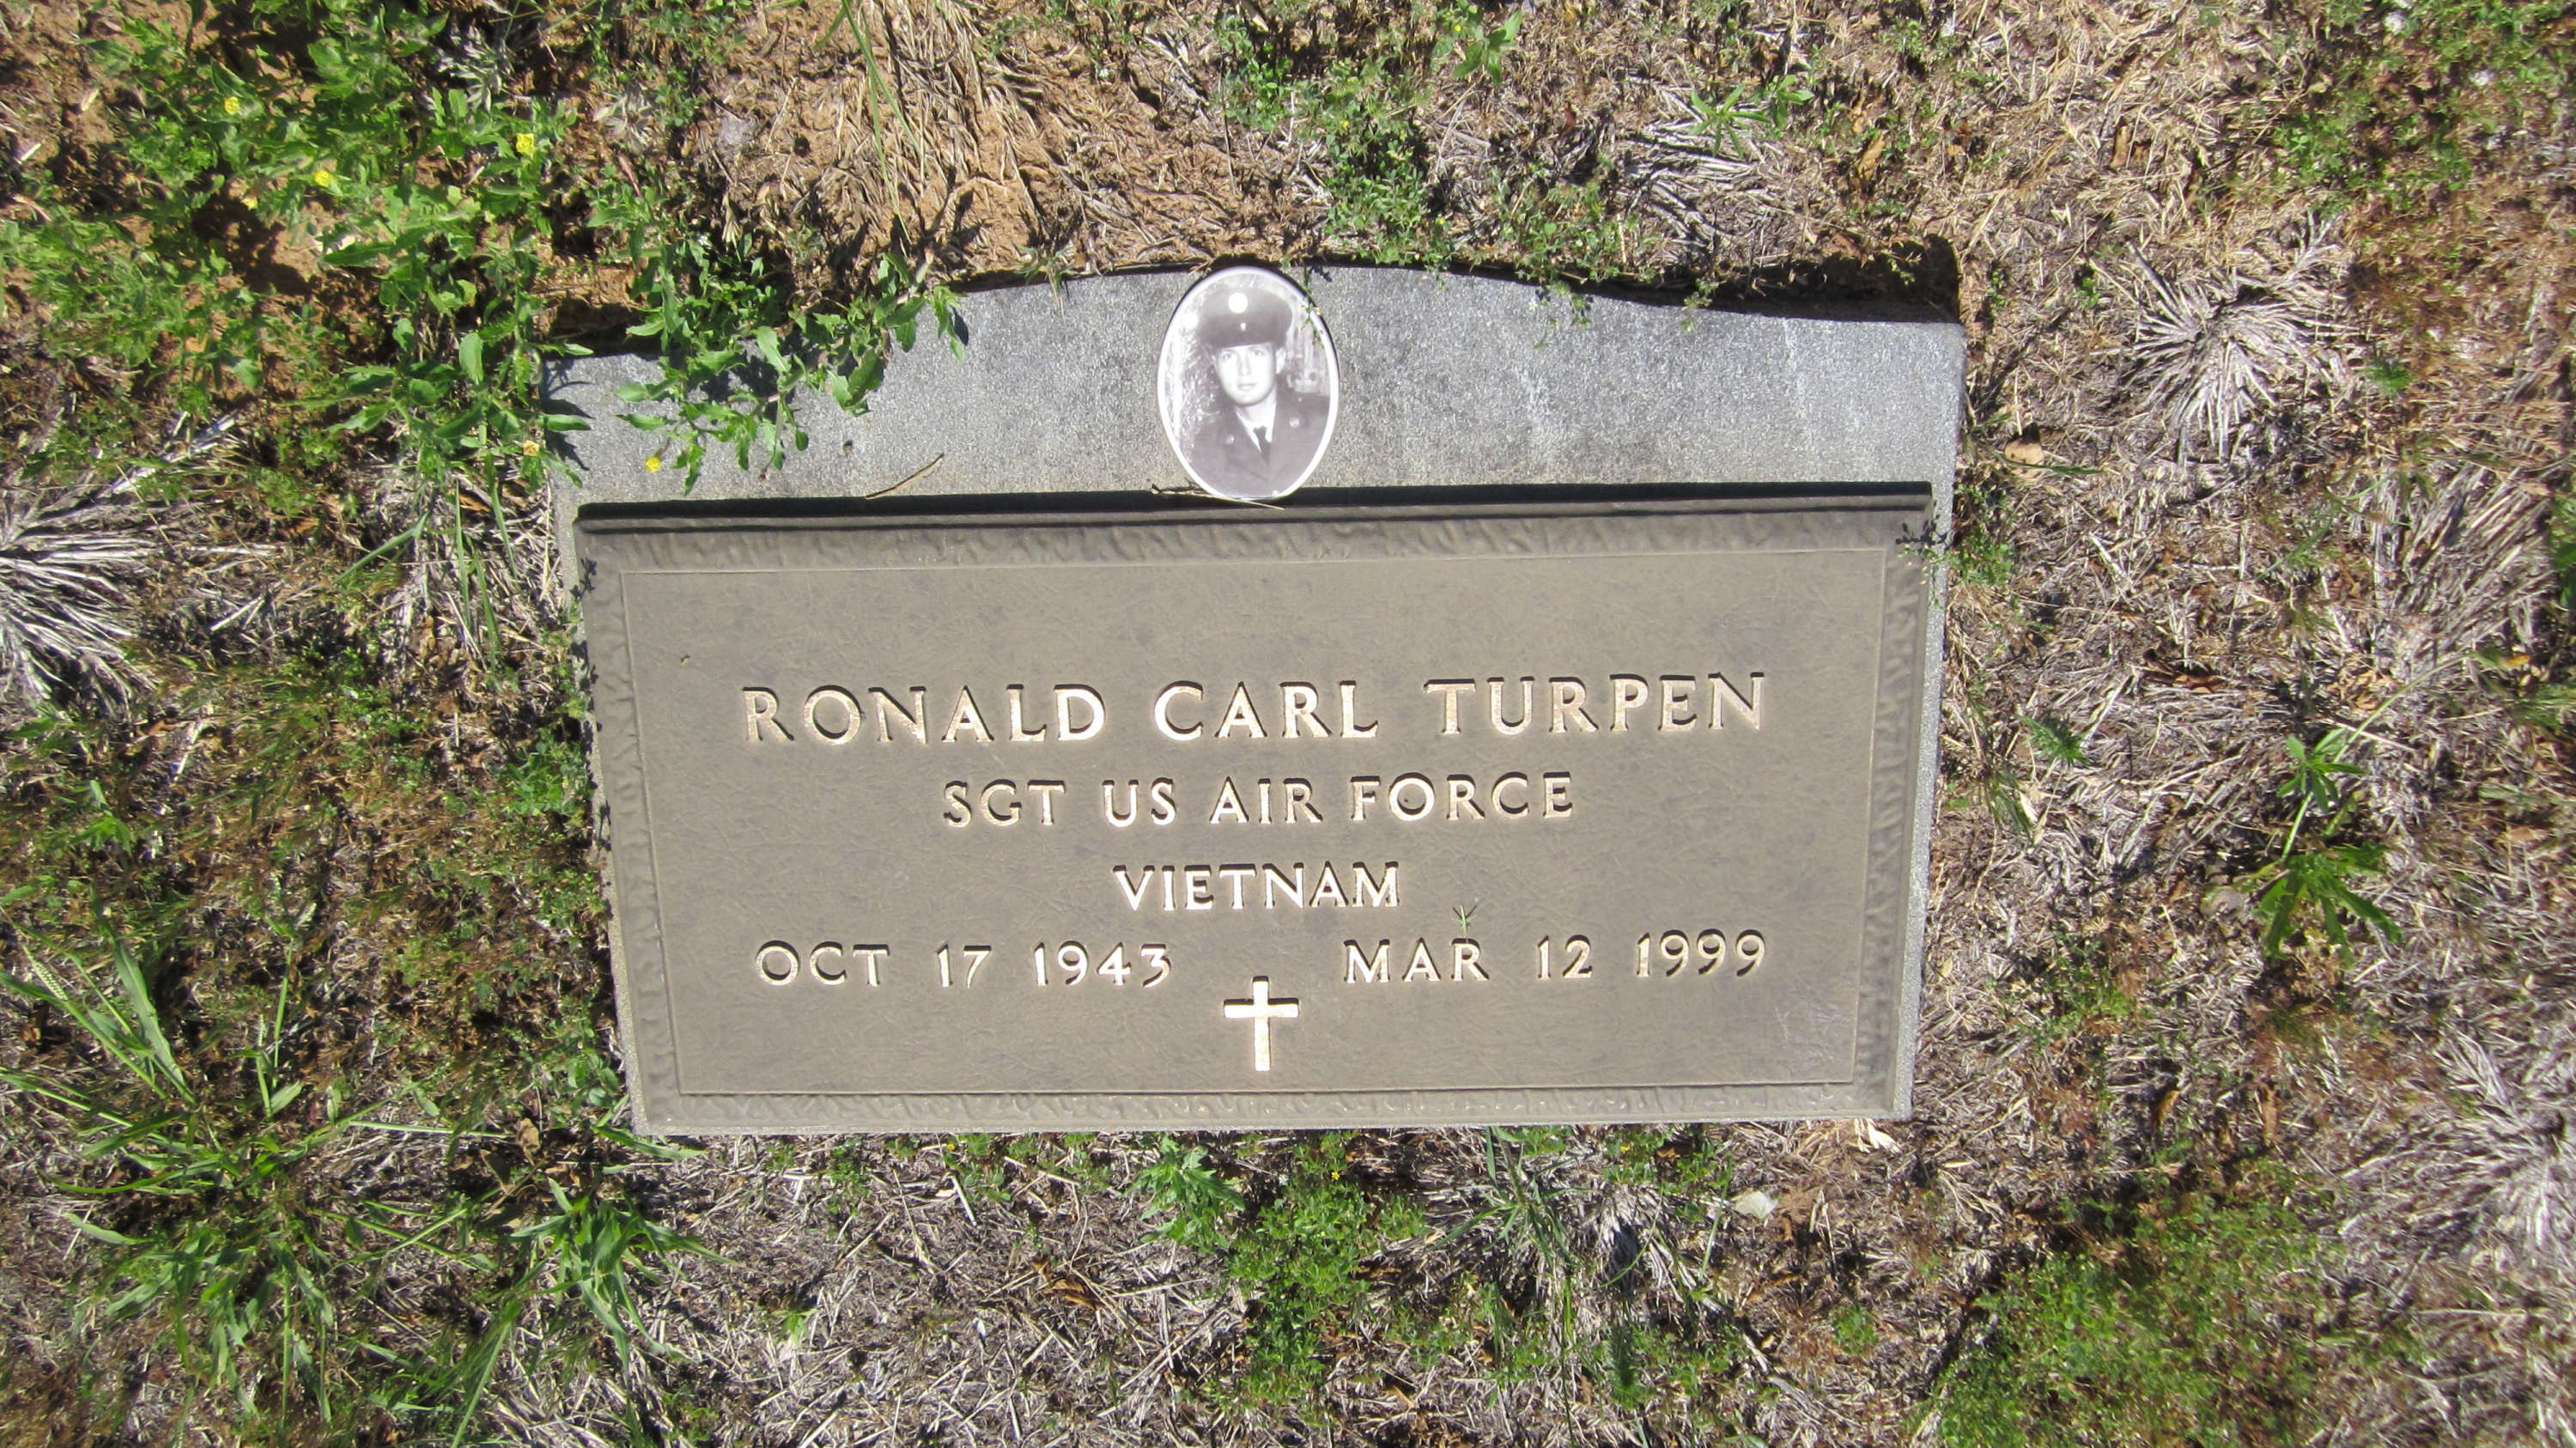 RONALD CARL TURPEN
SGT US AIR FORCE
VIETNAM
OCT 17 1943 MAR 12 1999